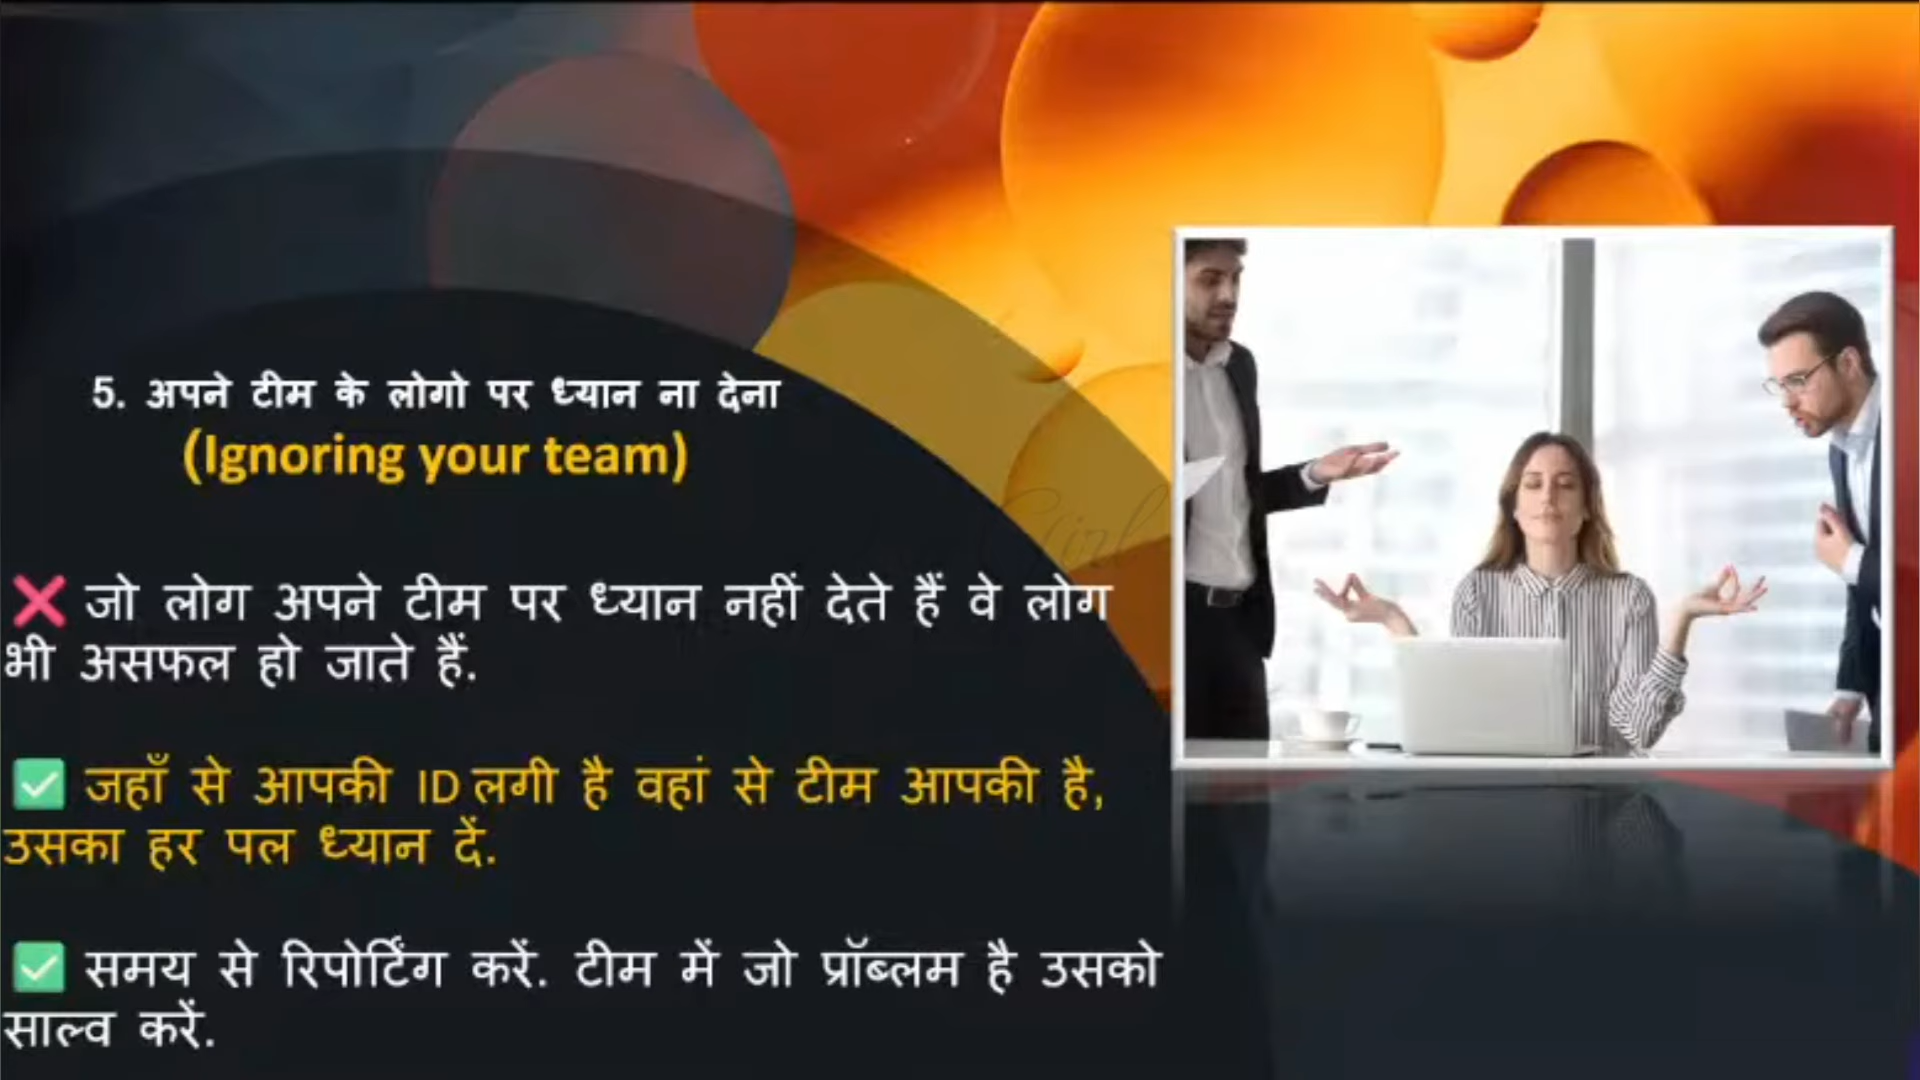 5. अपने टीम के लोगो पर ध्यान ना देना
(Ignoring your team)
❌ जो लोग अपने टीम पर ध्यान नहीं देते हैं वे लोग
भी असफल हो जाते हैं.
✅ जहाँ से आपकी ID लगी है वहां से टीम आपकी है,
उसका हर पल ध्यान दें.
✅ समय से रिपोर्टिंग करें. टीम में जो प्रॉब्लम है उसको
साल्व करें.